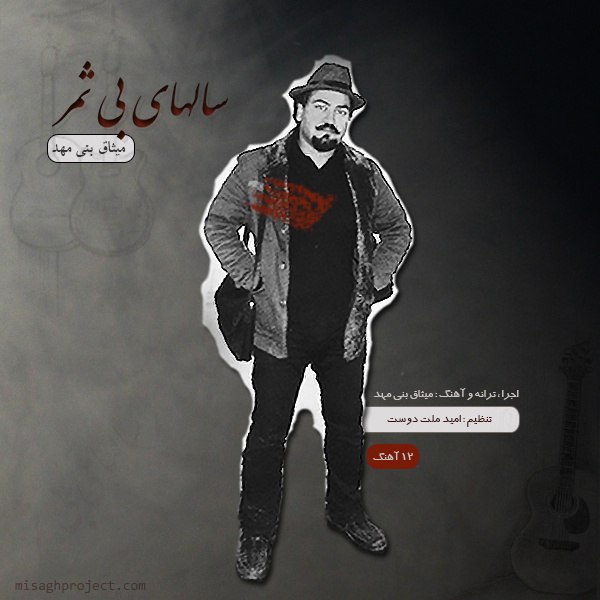 سالهای بی ثمر
میثاق بنی مهد
اجرا، ترانه و آهنگ : میثاق بنی مهد
تنظیم : امید ملت دوست
۱۲ آهنگ
misaghproject.com